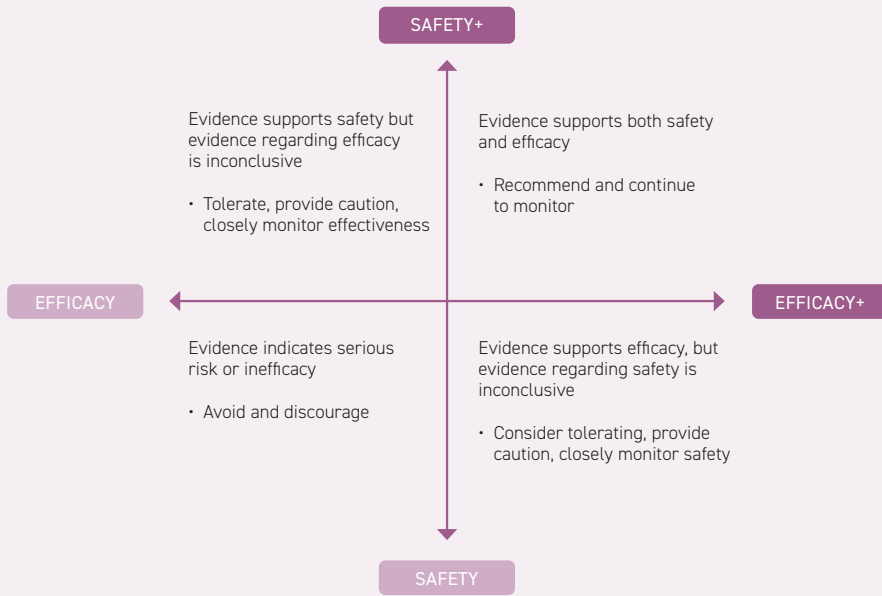 SAFETY+
Evidence supports safety but
evidence regarding efficacy
is inconclusive
• Tolerate, provide caution,
closely monitor effectiveness
Evidence supports both safety
and efficacy
• Recommend and continue
to monitor
EFFICACY
EFFICACY+
Evidence indicates serious
risk or inefficacy
• Avoid and discourage
Evidence supports efficacy, but
evidence regarding safety is
inconclusive
• Consider tolerating, provide
caution, closely monitor safety
SAFETY